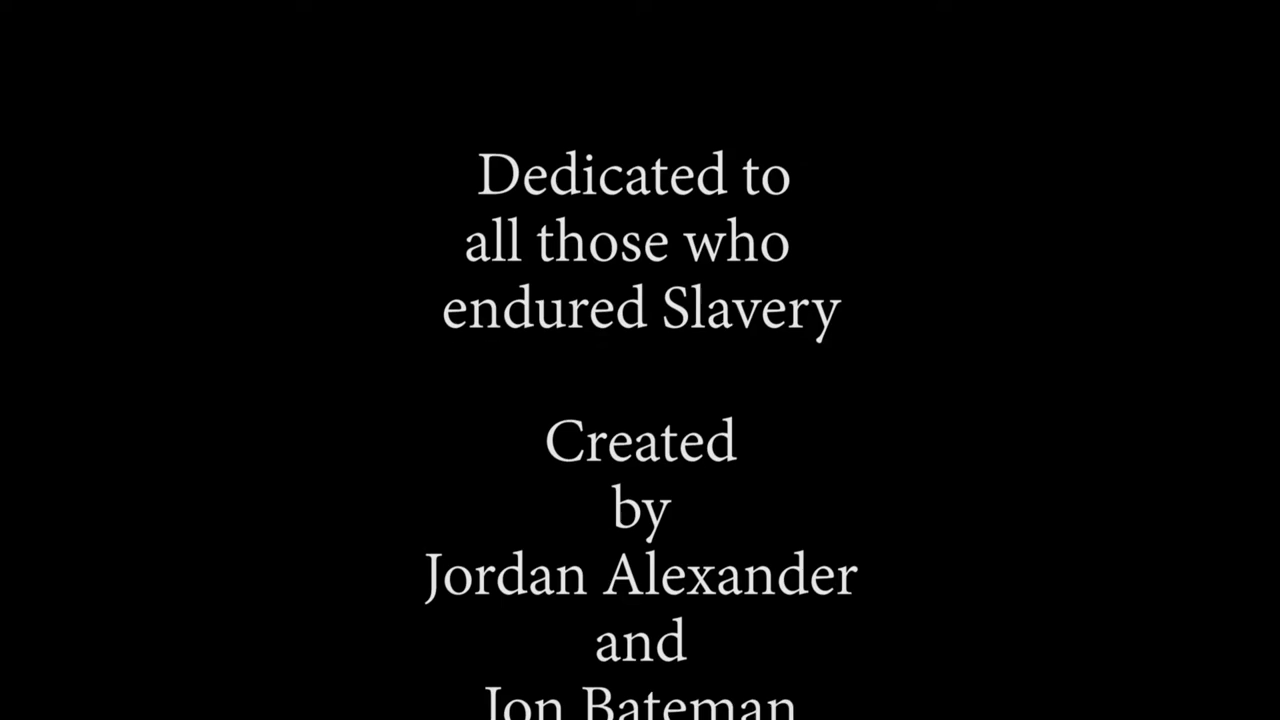 Dedicated to
all those who
endured Slavery
Created
by
Jordan Alexander
and
Jon Bateman